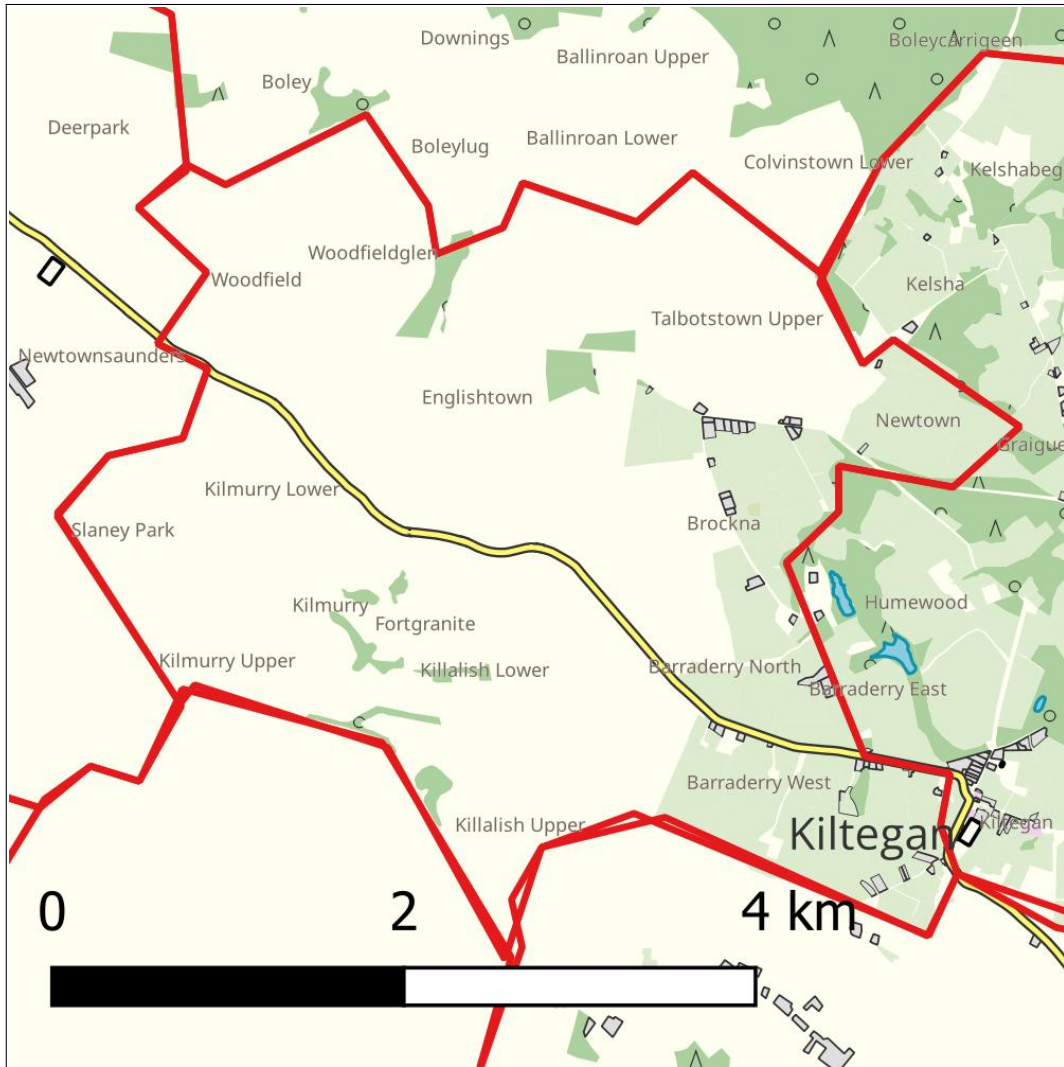 Downings
Boleycarrigeen
Ballinroan Upper
Boley
Deerpark
Ballinroan Lower
Boleylug
Colvinstown Lower
Kelshabeg
Woodfieldglen
Woodfield
Kelsha
Talbotstown Upper
Newtownsaunders
Englishtown
Newtown
Graigue
Kilmurry Lower
Brockna
Slaney Park
Kilmurry
Humewood
Fortgranite
Kilmurry Upper
Killalish Lower
Barraderry North
Barraderry East
Barraderry West
Killalish Upper
Kiltegan
Kiltegan
0
2
4 km